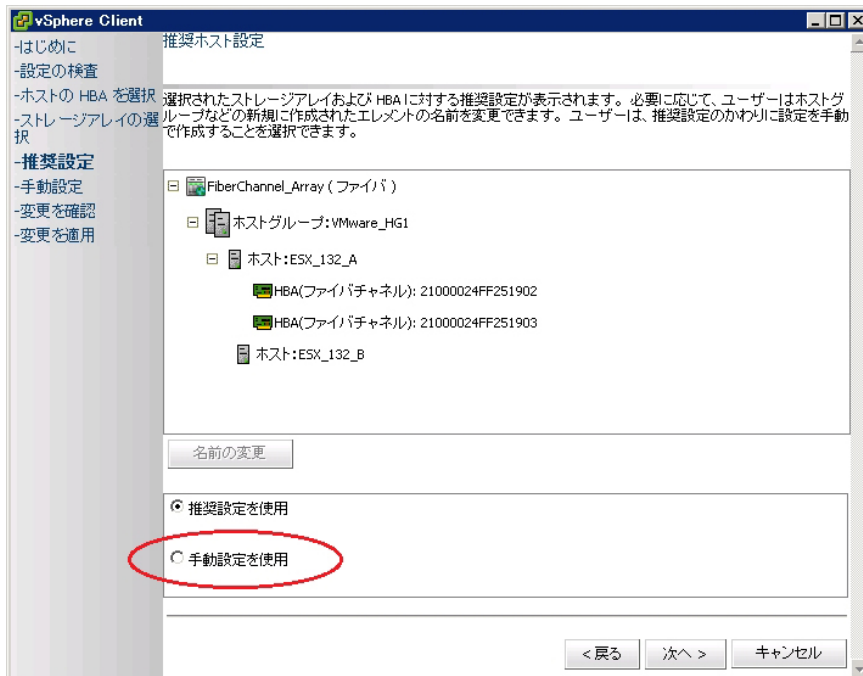 vSphere Client
-はじめに
-設定の検査
-ホストの HBA を選択
-ストレージアレイの選
択
-推奨設定
-手動設定
-変更を確認
-変更を適用
推奨ホスト設定
選択されたストレージアレイおよび HBA に対する推奨設定が表示されます。必要に応じて、ユーザーはホストグ
ループなどの新規に作成されたエレメントの名前を変更できます。ユーザーは、推奨設定のかわりに設定を手動
で作成することを選択できます。
FiberChannel_Array ( ファイバ )
ホストグループ:VMware_HG1
ホスト:ESX_132_A
HBA(ファイバチャネル): 21000024FF251902
HBA(ファイバチャネル): 21000024FF251903
ホスト:ESX_132_B
名前の変更
推奨設定を使用
手動設定を使用
< 戻る
次へ >
キャンセル